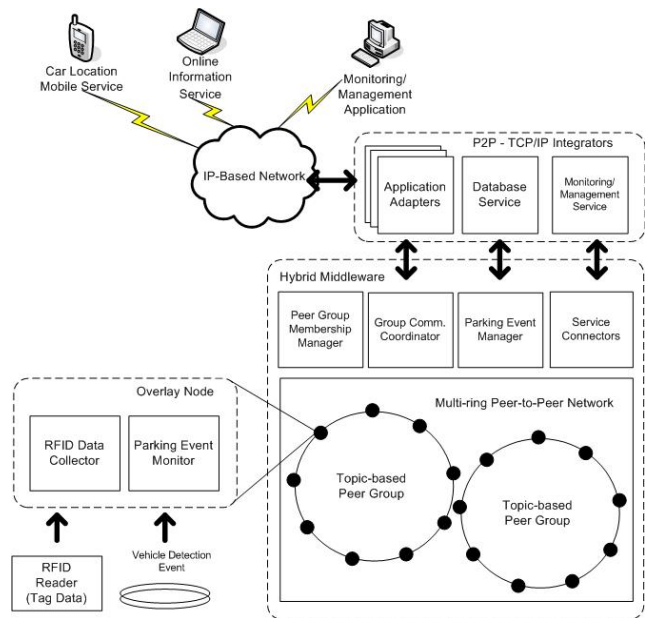 Car Location
Mobile Service
Online
Information
Service
Monitoring/
Management
Application
IP-Based Network
P2P - TCP/IP Integrators
Application
Adapters
Database
Service
Monitoring/
Management
Service
Hybrid Middleware
Peer Group
Membership
Manager
Group Comm.
Coordinator
Parking Event
Manager
Service
Connectors
Overlay Node
RFID Data
Collector
Parking Event
Monitor
Multi-ring Peer-to-Peer Network
Topic-based
Peer Group
Topic-based
Peer Group
RFID
Reader
(Tag Data)
Vehicle Detection
Event